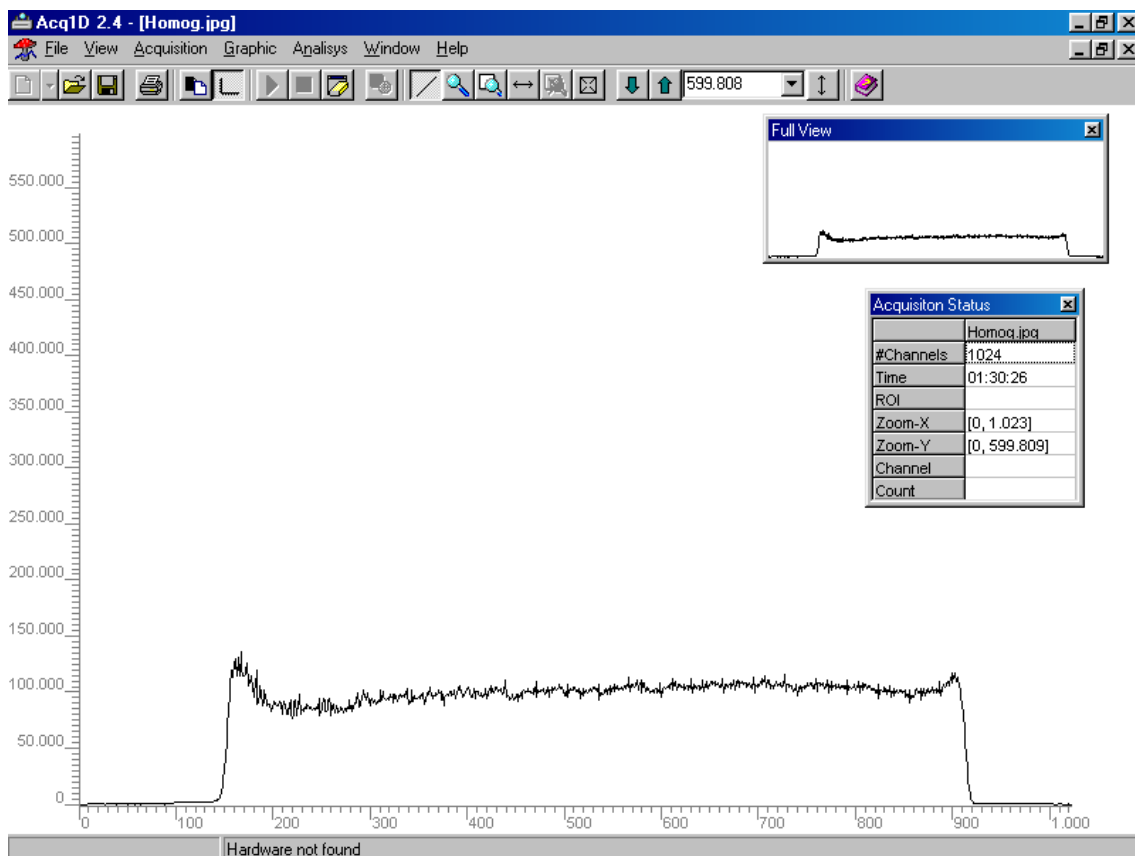 Acq1D 2.4 - [Homog.jpg]
File View Acquisition Graphic Analisys Window Help
599.808
Full View
550.000
500.000
450.000
400.000
350.000
300.000
250.000
200.000
150.000
100.000
50.000
0
Acquisiton Status
Homog.jpg
#Channels 1024
Time 01:30:26
ROI
Zoom-X [0, 1.023]
Zoom-Y [0, 599.809]
Channel
Count
0 100 200 300 400 500 600 700 800 900 1.000
Hardware not found